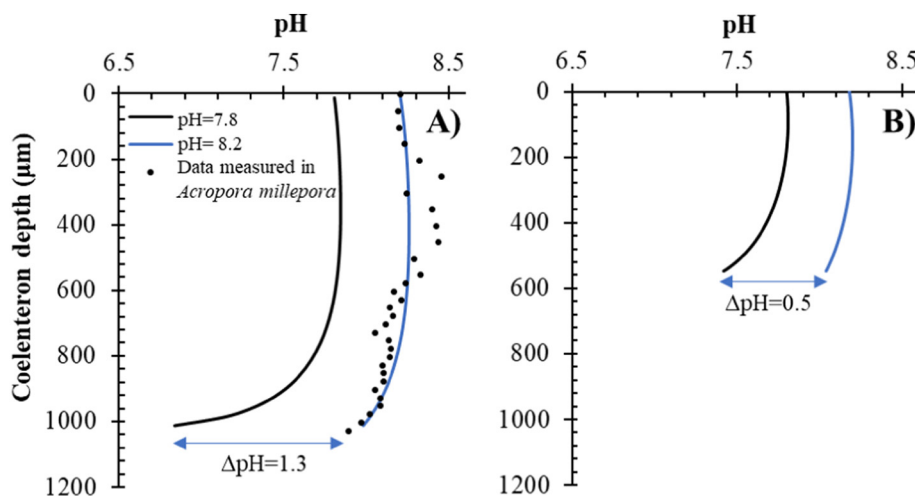 pH
6.5 7.5 8.5
0
200
400
600
800
1000
1200
Coelenteron depth (µm)
pH=7.8
pH= 8.2
Data measured in
Acropora millepora
A)
ΔpH=1.3
pH
6.5 7.5 8.5
0
200
400
600
800
1000
1200
B)
ΔpH=0.5